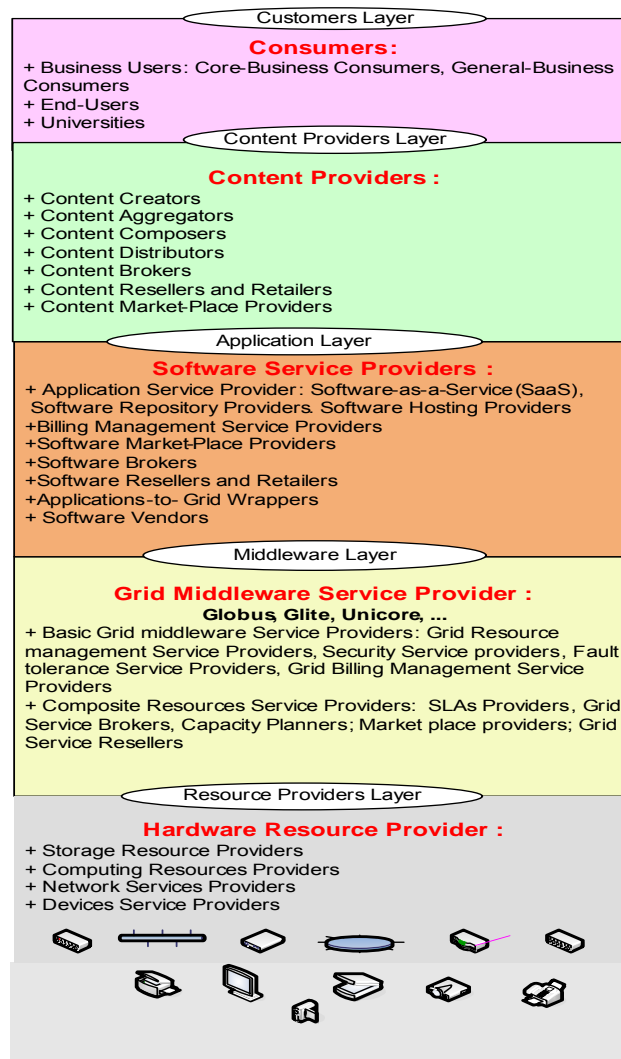 Customers Layer
Consumers:
+ Business Users: Core-Business Consumers, General-Business
Consumers
+ End-Users
+ Universities
Content Providers Layer
Content Providers :
+ Content Creators
+ Content Aggregators
+ Content Composers
+ Content Distributors
+ Content Brokers
+ Content Resellers and Retailers
+ Content Market-Place Providers
Application Layer
Software Service Providers :
+ Application Service Provider: Software-as-a-Service(SaaS),
Software Repository Providers. Software Hosting Providers
+Billing Management Service Providers
+Software Market-Place Providers
+Software Brokers
+Software Resellers and Retailers
+Applications-to- Grid Wrappers
+ Software Vendors
Middleware Layer
Grid Middleware Service Provider :
Globus, Glite, Unicore, ...
+ Basic Grid middleware Service Providers: Grid Resource
management Service Providers, Security Service providers, Fault
tolerance Service Providers, Grid Billing Management Service
Providers
+ Composite Resources Service Providers: SLAs Providers, Grid
Service Brokers, Capacity Planners; Market place providers; Grid
Service Resellers
Resource Providers Layer
Hardware Resource Provider :
+ Storage Resource Providers
+ Computing Resources Providers
+ Network Services Providers
+ Devices Service Providers